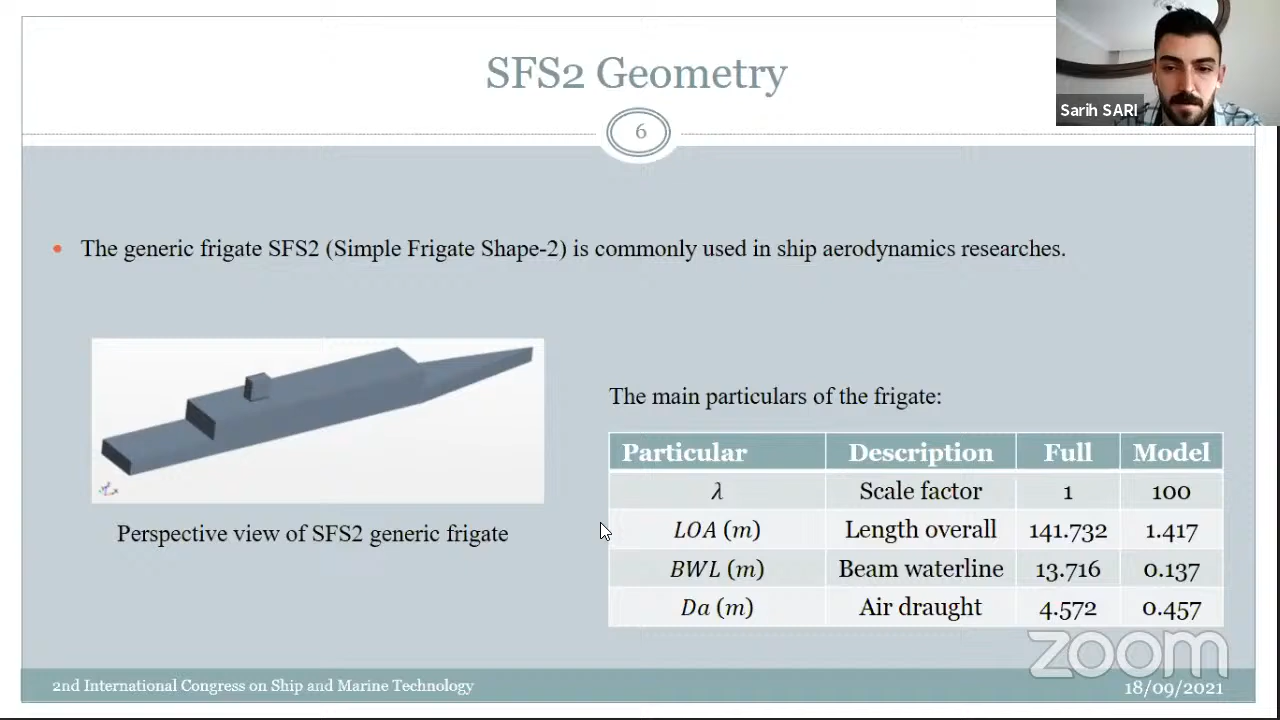 SFS2 Geometry
6
Sarih SARI
• The generic frigate SFS2 (Simple Frigate Shape-2) is commonly used in ship aerodynamics researches.
Perspective view of SFS2 generic frigate
The main particulars of the frigate:
Particular Description Full Model
λ Scale factor 1 100
LOA (m) Length overall 141.732 1.417
BWL (m) Beam waterline 13.716 0.137
Da (m) Air draught 4.572 0.457
zoom
2nd International Congress on Ship and Marine Technology 18/09/2021